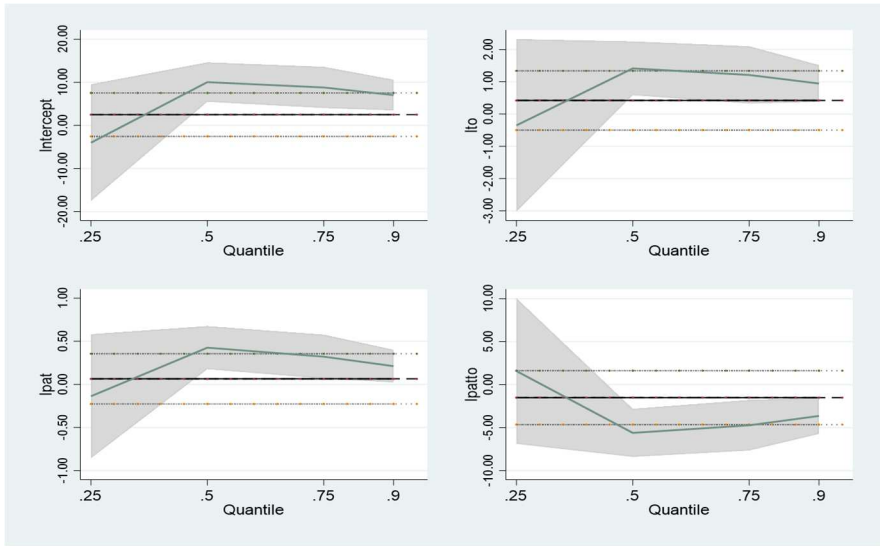 Intercept
20.00
10.00
0.00
-10.00
-20.00
.25 .5 .75 .9
Quantile
lto
2.00
1.00
0.00
-1.00
-2.00
-3.00
.25 .5 .75 .9
Quantile
lpat
1.00
0.50
0.00
-0.50
-1.00
.25 .5 .75 .9
Quantile
lpatto
10.00
5.00
0.00
-5.00
-10.00
.25 .5 .75 .9
Quantile